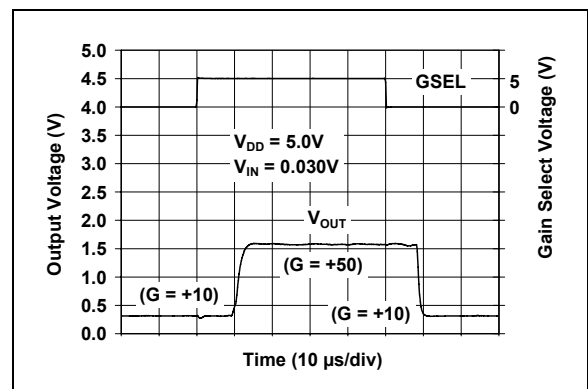 5.0
4.5
4.0
3.5
3.0
2.5
2.0
1.5
1.0
0.5
0.0
Output Voltage (V)
GSEL
5
0
Gain Select Voltage (V)
V_DD = 5.0V
V_IN = 0.030V
V_OUT
(G = +10)
(G = +50)
(G = +10)
Time (10 µs/div)